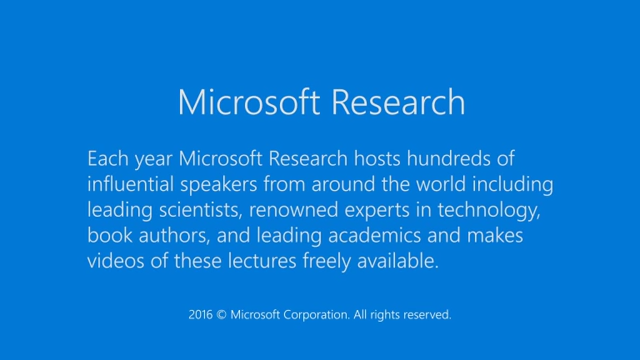 Microsoft Research
Each year Microsoft Research hosts hundreds of
influential speakers from around the world including
leading scientists, renowned experts in technology,
book authors, and leading academics and makes
videos of these lectures freely available.
2016 © Microsoft Corporation. All rights reserved.